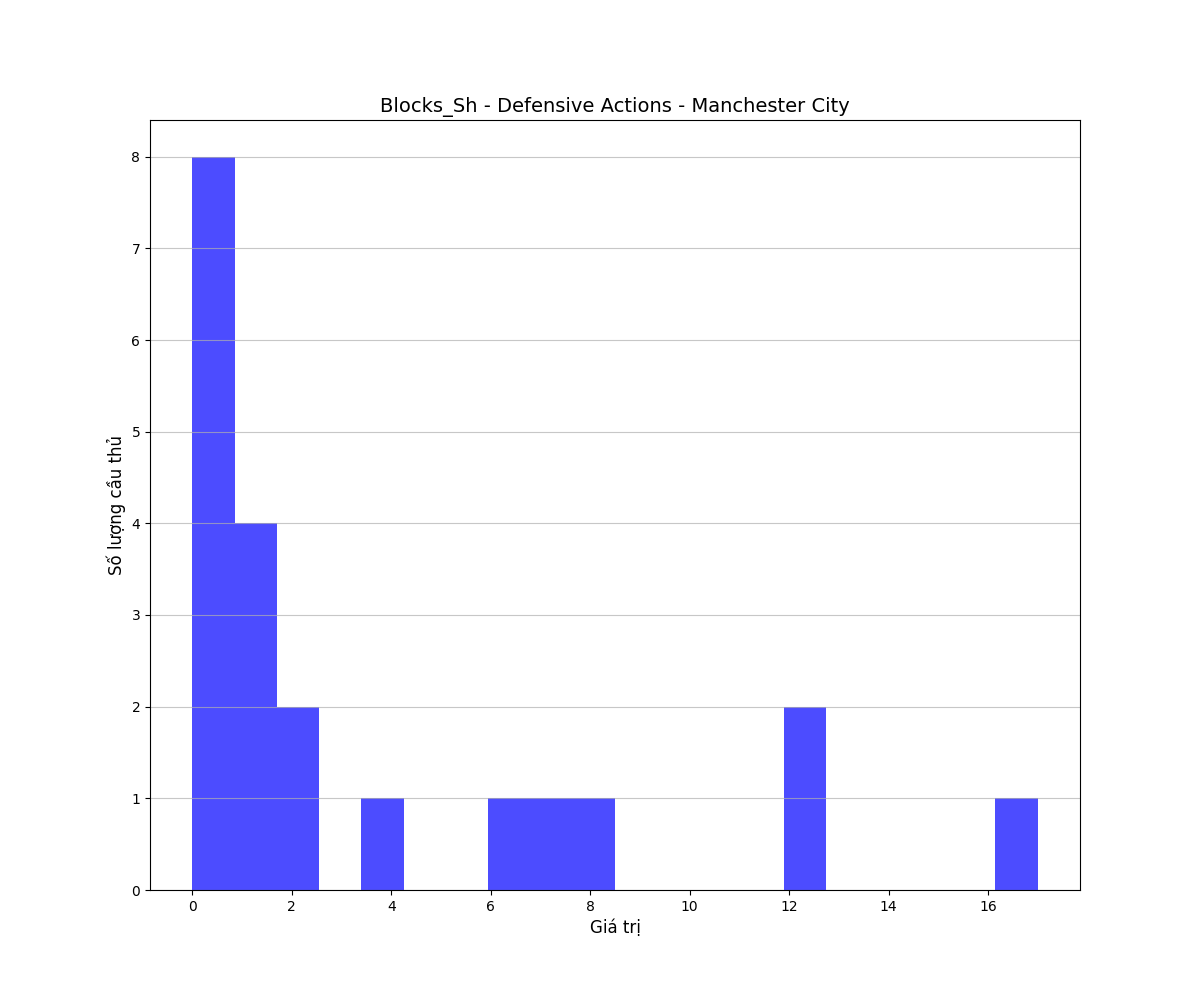 Blocks_Sh - Defensive Actions - Manchester City
8
7
6
5
4
3
2
1
0
Số lượng cầu thủ
0 2 4 6 8 10 12 14 16
Giá trị